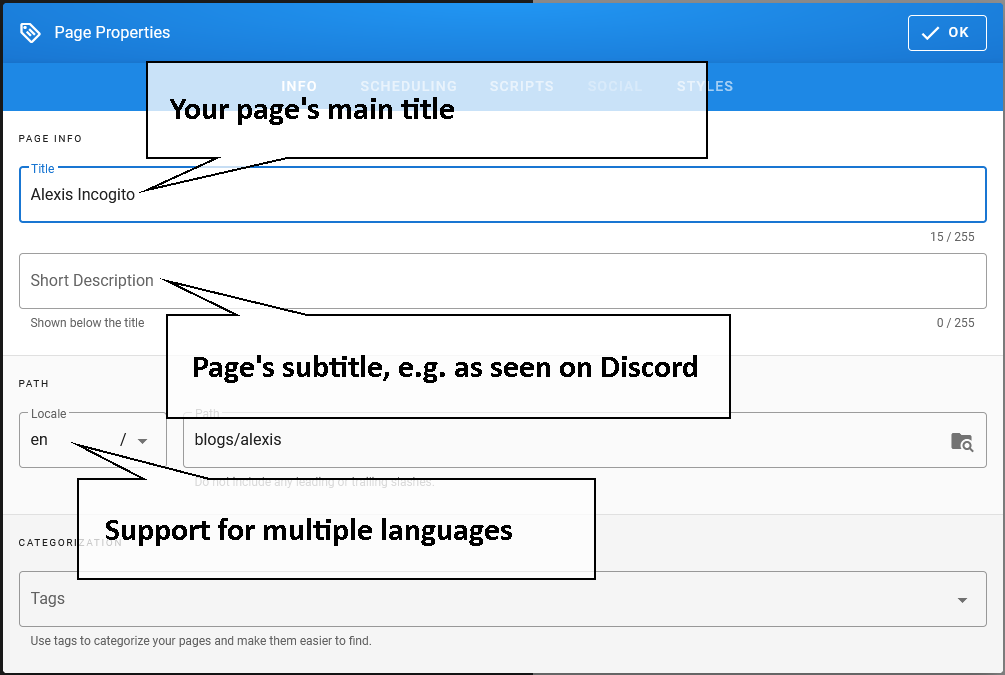 Page Properties
OK
INFO SCHEDULING SCRIPTS SOCIAL STYLES
Your page's main title
PAGE INFO
Title
Alexis Incogito
15 / 255
Short Description
Shown below the title
0 / 255
Page's subtitle, e.g. as seen on Discord
PATH
Locale
en /
Path
blogs/alexis
Do not include any leading or trailing slashes.
Support for multiple languages
CATEGORIZATION
Tags
Use tags to categorize your pages and make them easier to find.